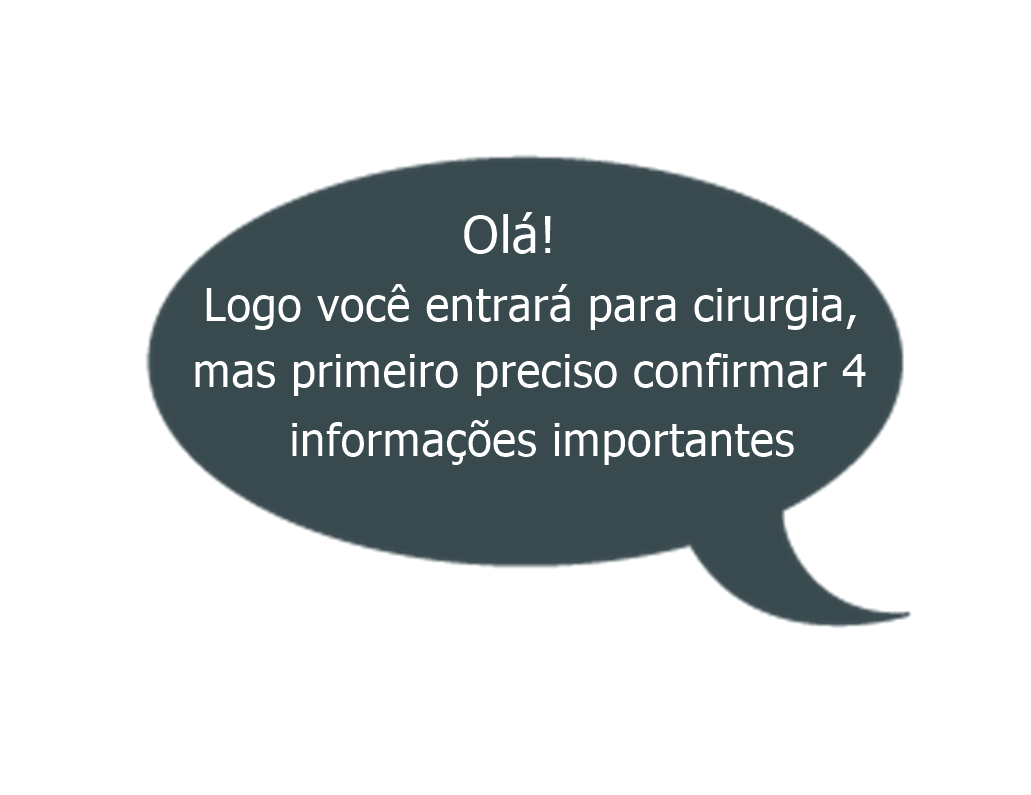 Olá!
Logo você entrará para cirurgia,
mas primeiro preciso confirmar 4
informações importantes